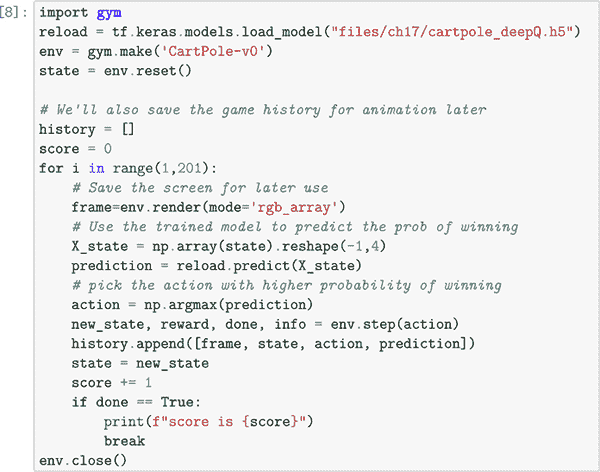 [8]: import gym
reload = tf.keras.models.load_model("files/ch17/cartpole_deepQ.h5")
env = gym.make('CartPole-v0')
state = env.reset()

# We'll also save the game history for animation later
history = []
score = 0
for i in range(1,201):
    # Save the screen for later use
    frame=env.render(mode='rgb_array')
    # Use the trained model to predict the prob of winning
    X_state = np.array(state).reshape(-1,4)
    prediction = reload.predict(X_state)
    # pick the action with higher probability of winning
    action = np.argmax(prediction)
    new_state, reward, done, info = env.step(action)
    history.append([frame, state, action, prediction])
    state = new_state
    score += 1
    if done == True:
        print(f"score is {score}")
        break
env.close()